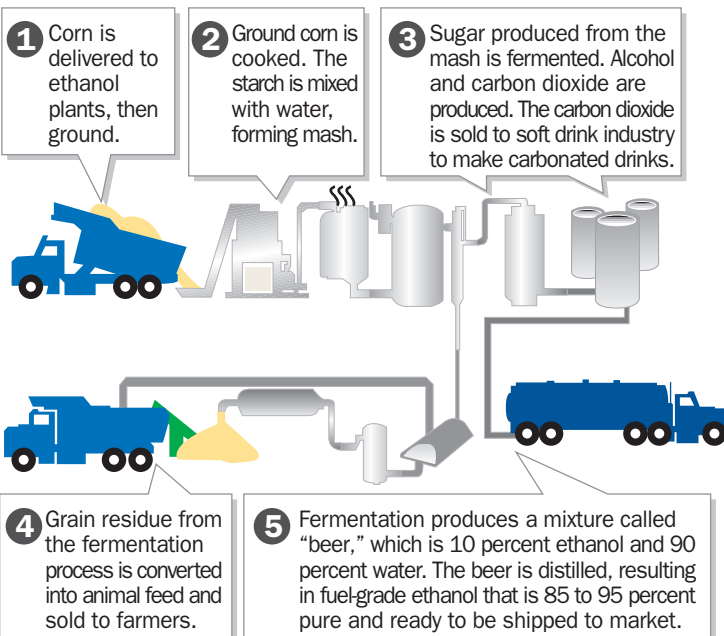 1 Corn is
delivered to
ethanol
plants, then
ground.
2 Ground corn is
cooked. The
starch is mixed
with water,
forming mash.
3 Sugar produced from the
mash is fermented. Alcohol
and carbon dioxide are
produced. The carbon dioxide
is sold to soft drink industry
to make carbonated drinks.
4 Grain residue from
the fermentation
process is converted
into animal feed and
sold to farmers.
5 Fermentation produces a mixture called
“beer,” which is 10 percent ethanol and 90
percent water. The beer is distilled, resulting
in fuel-grade ethanol that is 85 to 95 percent
pure and ready to be shipped to market.